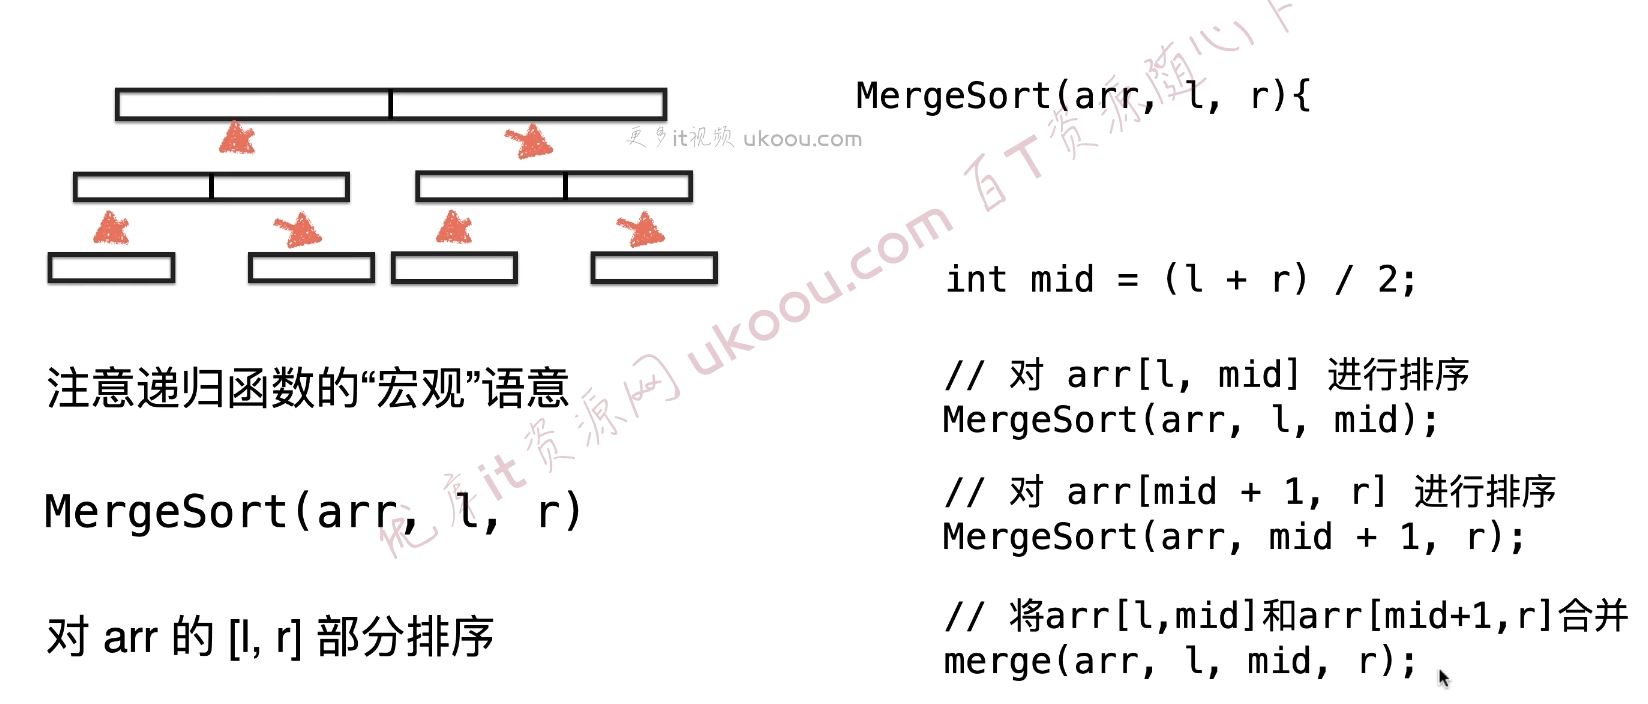 MergeSort(arr, l, r){
更多it视频 ukoou.com
int mid = (l + r) / 2;
// 对 arr[l, mid] 进行排序
MergeSort(arr, l, mid);
// 对 arr[mid + 1, r] 进行排序
MergeSort(arr, mid + 1, r);
// 将arr[l,mid]和arr[mid+1,r]合并
merge(arr, l, mid, r);
注意递归函数的“宏观”语意
MergeSort(arr, l, r)
对 arr 的 [l, r] 部分排序
优库it资源网 ukoou.com 百T资源随心下